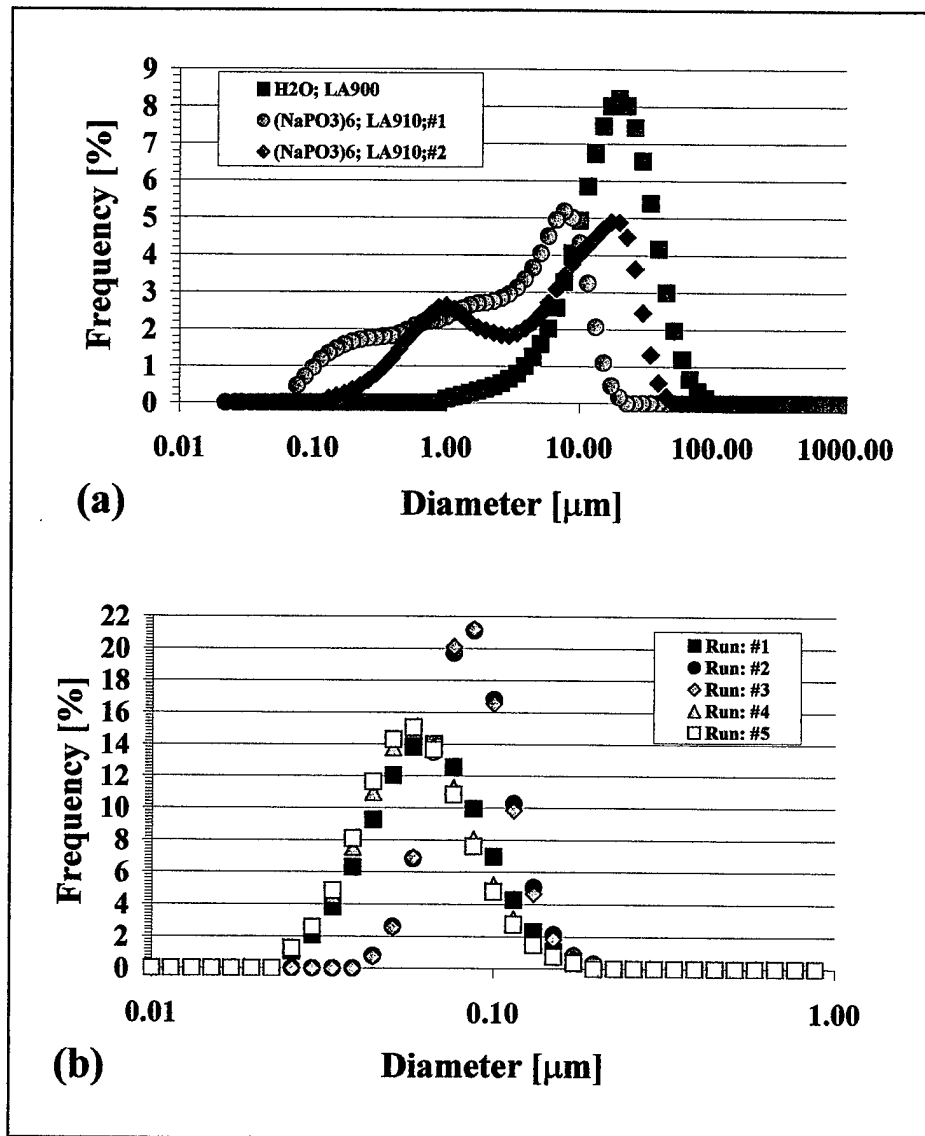 9
8
7
6
5
4
3
2
1
0
Frequency [%]
H2O; LA900
(NaPO3)6; LA910;#1
(NaPO3)6; LA910;#2
0.01 0.10 1.00 10.00 100.00 1000.00
(a) Diameter [μm]
22
20
18
16
14
12
10
8
6
4
2
0
Frequency [%]
Run: #1
Run: #2
Run: #3
Run: #4
Run: #5
0.01 0.10 1.00
(b) Diameter [μm]